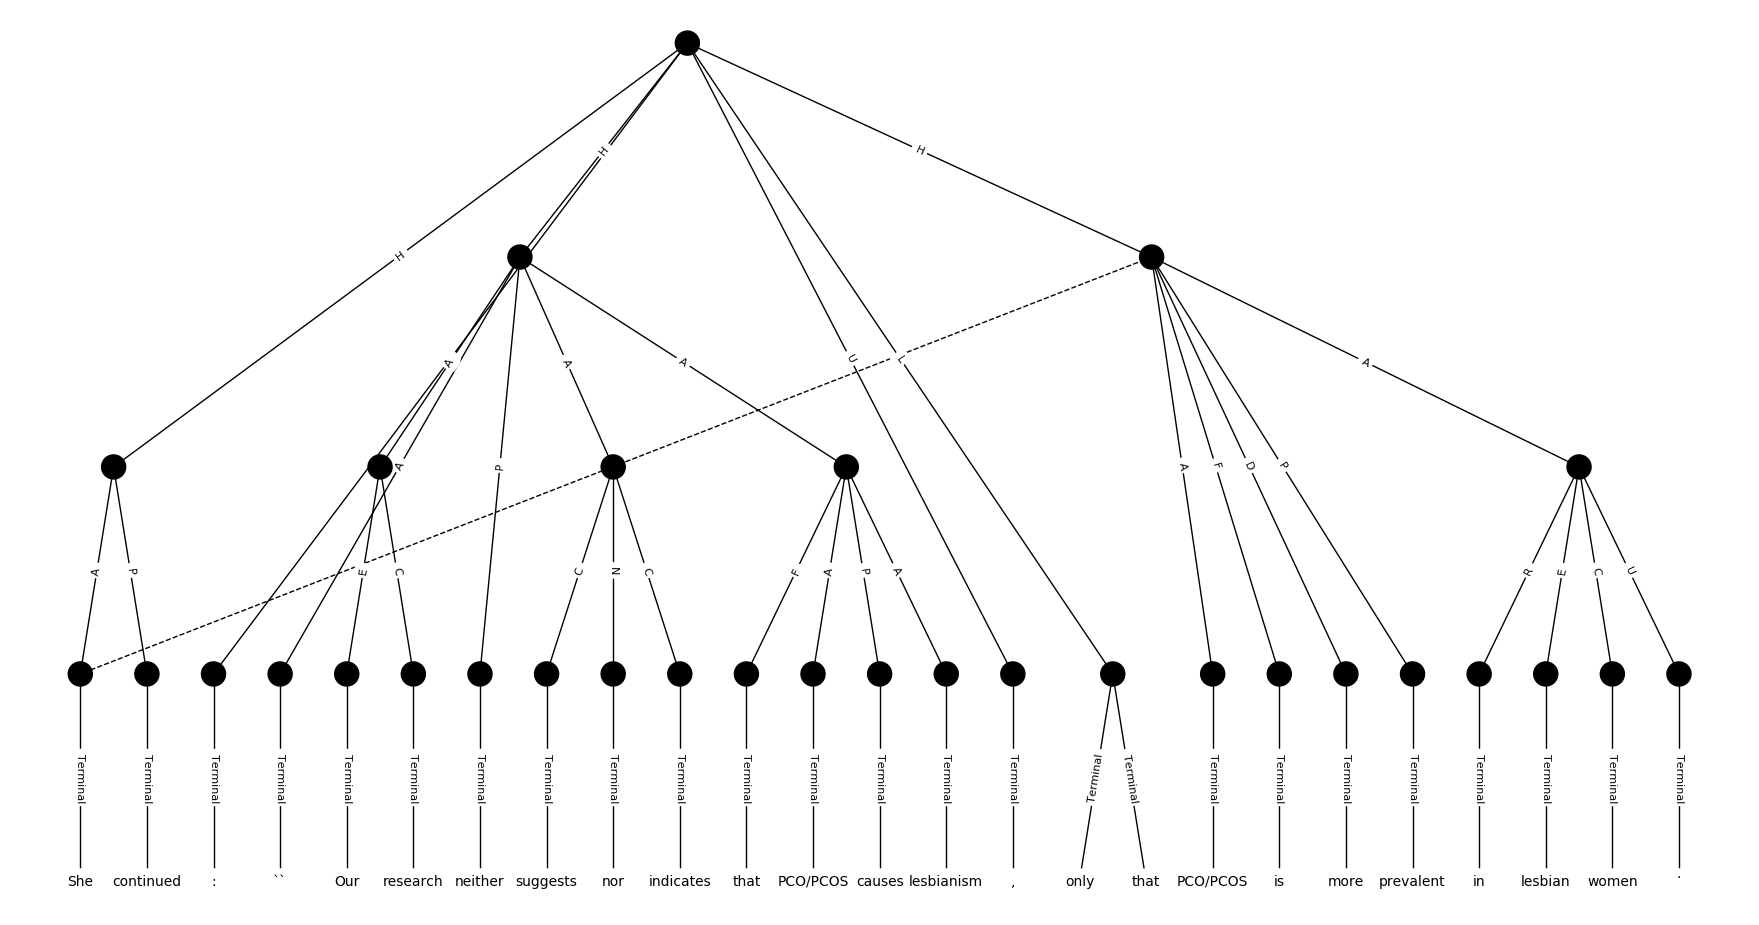 H
H
H
A
A
A
U
L
A
A
P
A
F
D
P
A
P
E
C
C
N
C
F
A
P
A
R
E
C
U
Terminal Terminal Terminal Terminal Terminal Terminal Terminal Terminal Terminal Terminal Terminal Terminal Terminal Terminal Terminal Terminal Terminal Terminal Terminal Terminal Terminal Terminal Terminal Terminal Terminal
She continued : `` Our research neither suggests nor indicates that PCO/PCOS causes lesbianism , only that PCO/PCOS is more prevalent in lesbian women .